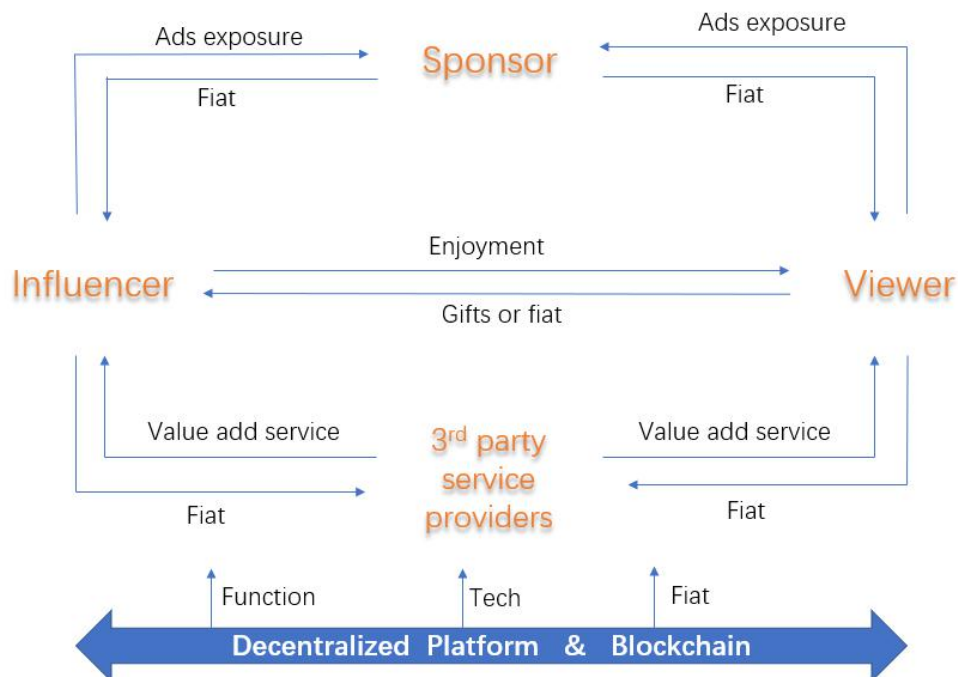 Ads exposure
Ads exposure
Sponsor
Fiat
Fiat
Enjoyment
Influencer
Viewer
Gifts or fiat
Value add service
3rd party
service
providers
Value add service
Fiat
Fiat
Function
Tech
Fiat
Decentralized Platform & Blockchain